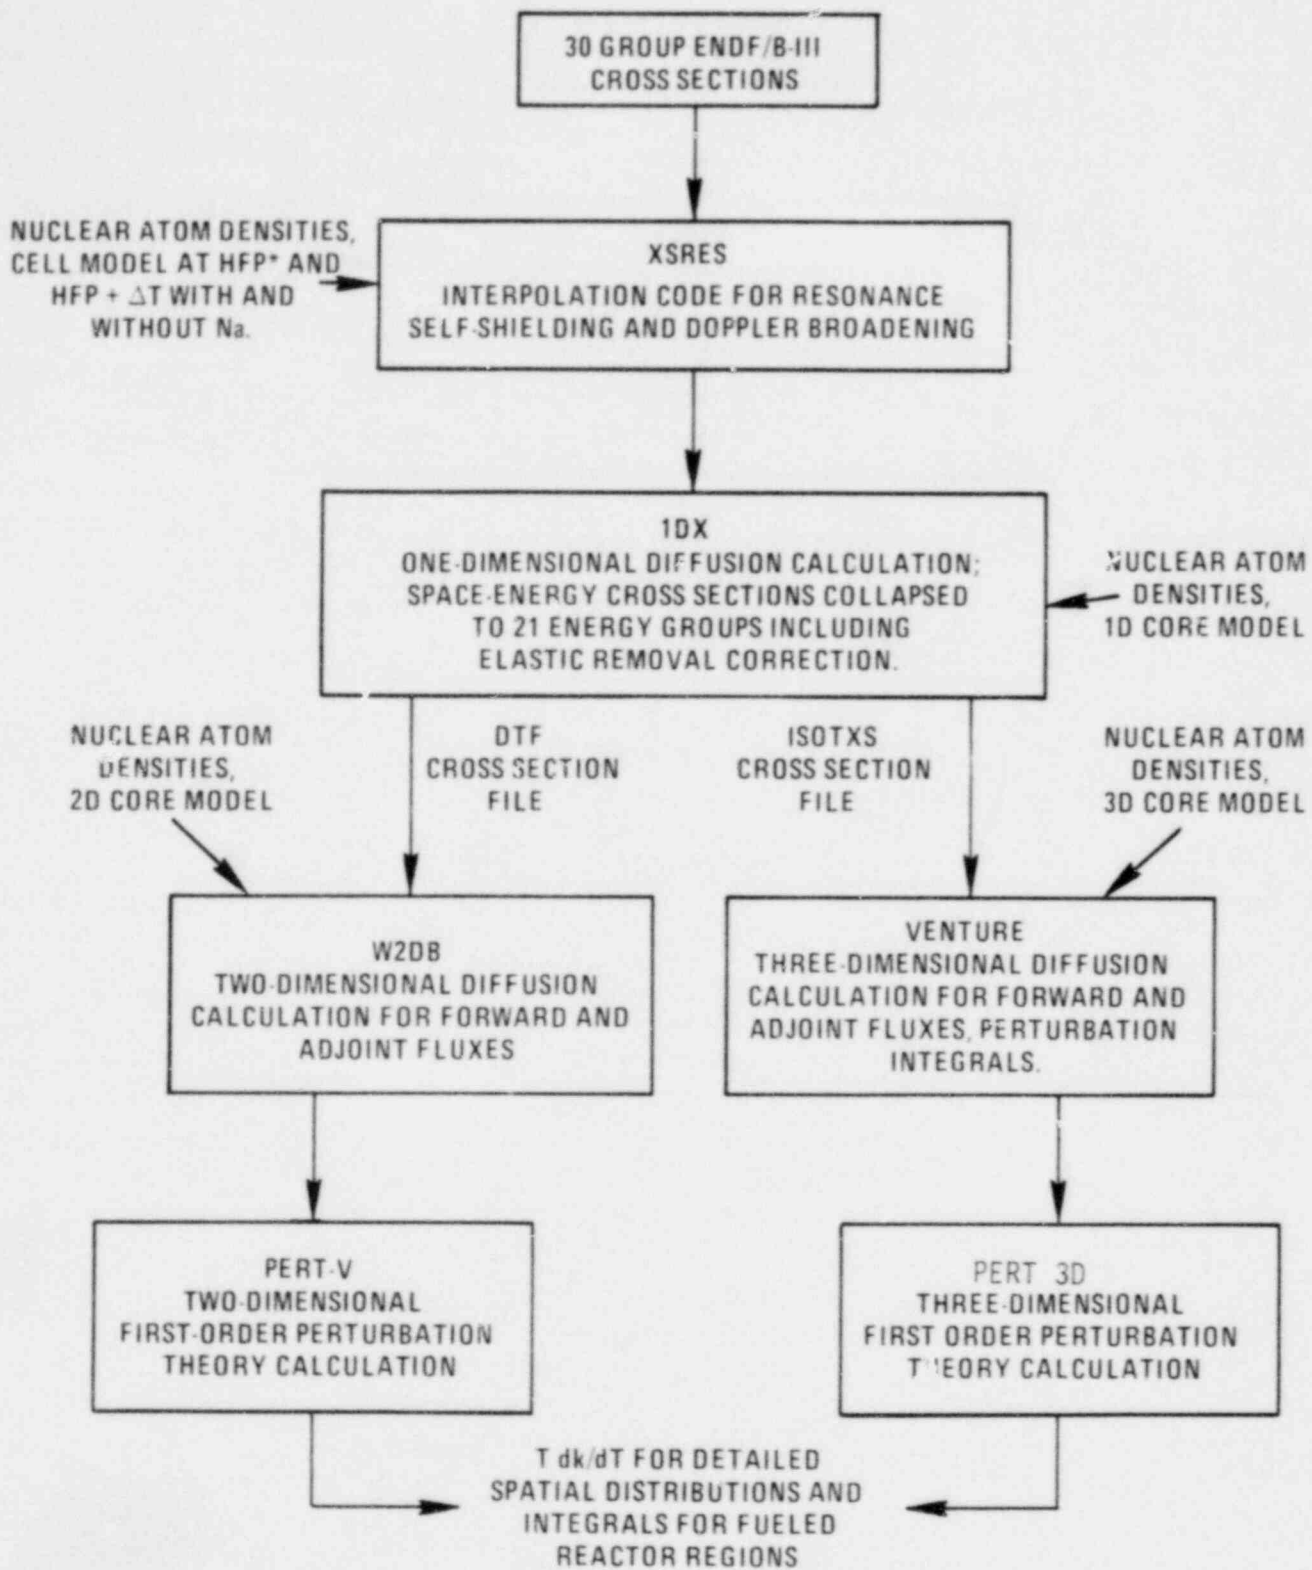 30 GROUP ENDF/B-III
CROSS SECTIONS
NUCLEAR ATOM DENSITIES,
CELL MODEL AT HFP* AND
HFP + ΔT WITH AND
WITHOUT Na.
XSRES
INTERPOLATION CODE FOR RESONANCE
SELF-SHIELDING AND DOPPLER BROADENING
1DX
ONE-DIMENSIONAL DIFFUSION CALCULATION;
SPACE-ENERGY CROSS SECTIONS COLLAPSED
TO 21 ENERGY GROUPS INCLUDING
ELASTIC REMOVAL CORRECTION.
NUCLEAR ATOM
DENSITIES,
1D CORE MODEL
NUCLEAR ATOM
DENSITIES,
2D CORE MODEL
DTF
CROSS SECTION
FILE
ISOTXS
CROSS SECTION
FILE
NUCLEAR ATOM
DENSITIES,
3D CORE MODEL
W2DB
TWO-DIMENSIONAL DIFFUSION
CALCULATION FOR FORWARD AND
ADJOINT FLUXES
VENTURE
THREE-DIMENSIONAL DIFFUSION
CALCULATION FOR FORWARD AND
ADJOINT FLUXES, PERTURBATION
INTEGRALS.
PERT-V
TWO-DIMENSIONAL
FIRST-ORDER PERTURBATION
THEORY CALCULATION
PERT 3D
THREE-DIMENSIONAL
FIRST ORDER PERTURBATION
THEORY CALCULATION
T dk/dT FOR DETAILED
SPATIAL DISTRIBUTIONS AND
INTEGRALS FOR FUELED
REACTOR REGIONS